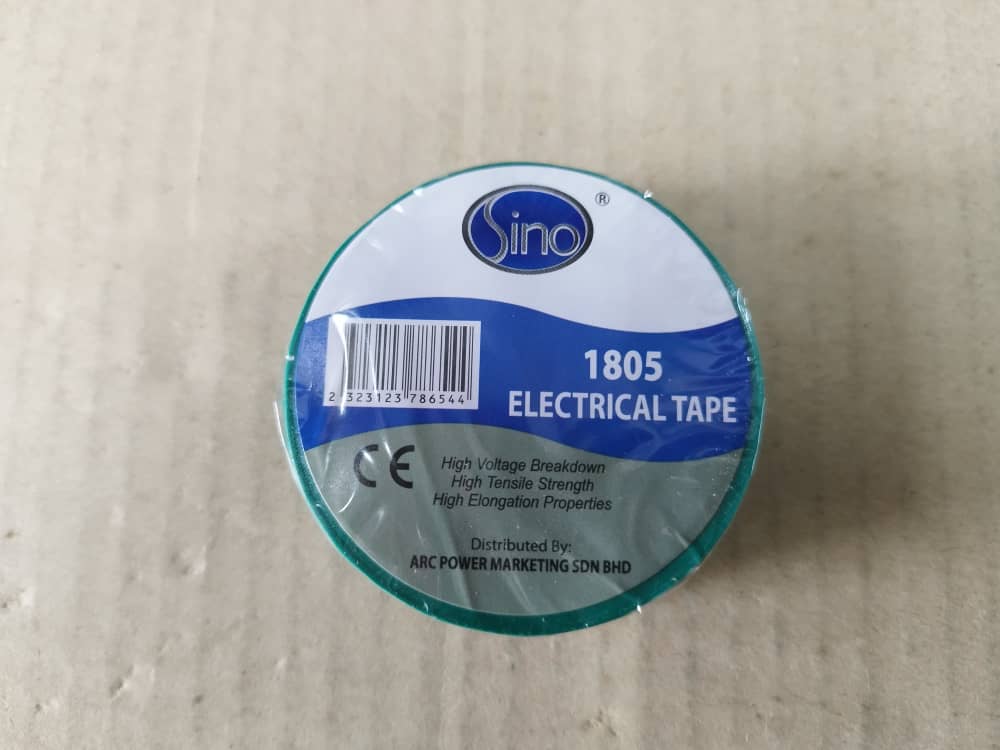 Sino ®
1805
ELECTRICAL TAPE
2 323123 786544
CE
High Voltage Breakdown
High Tensile Strength
High Elongation Properties
Distributed By:
ARC POWER MARKETING SDN BHD